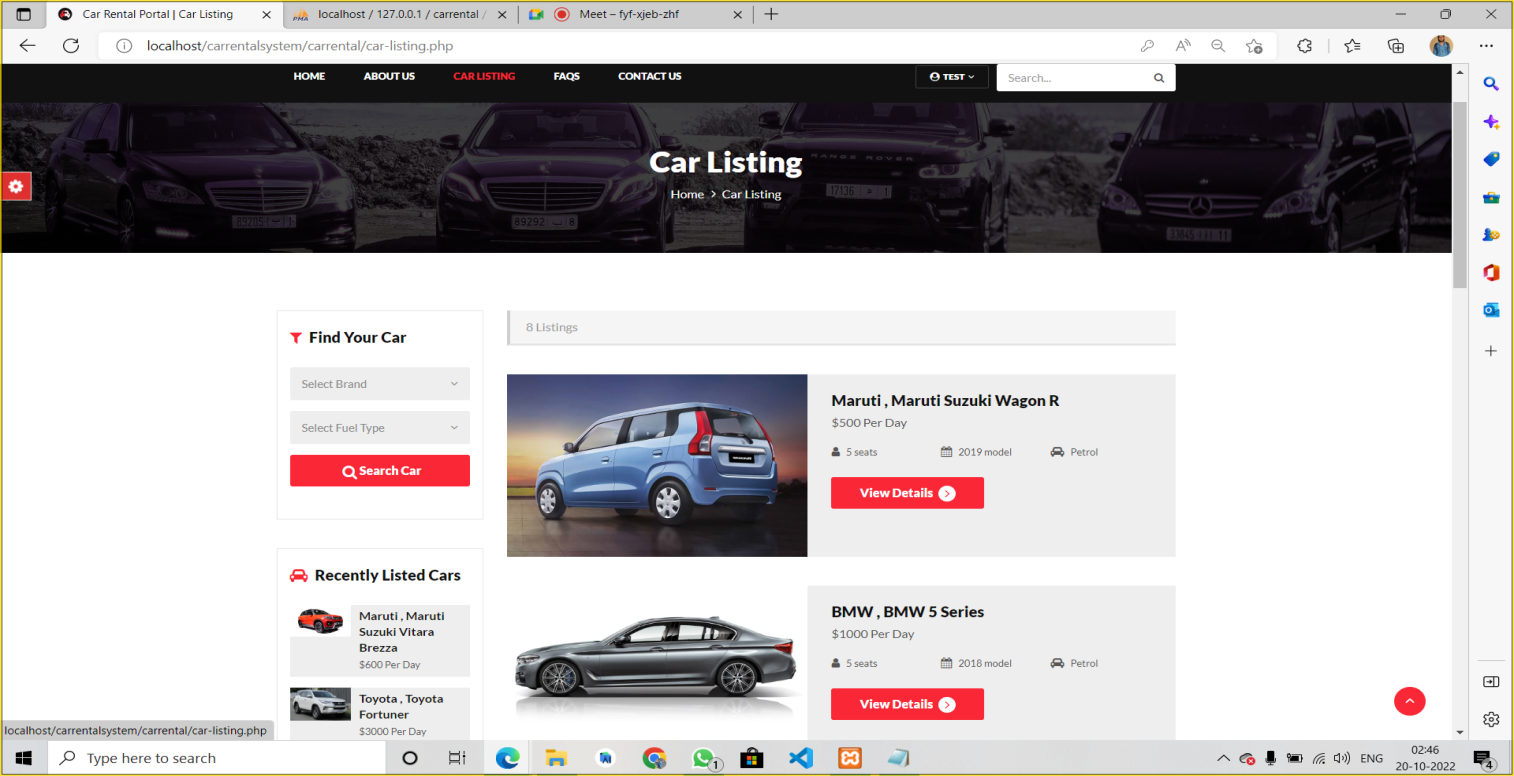 Car Rental Portal | Car Listing
localhost / 127.0.0.1 / carrental /
Meet – fyf-xjeb-zhf
localhost/carrentalsystem/carrental/car-listing.php
HOME ABOUT US CAR LISTING FAQS CONTACT US TEST Search...
Car Listing
Home > Car Listing
Find Your Car
Select Brand
Select Fuel Type
Search Car
8 Listings
Maruti , Maruti Suzuki Wagon R
$500 Per Day
5 seats 2019 model Petrol
View Details
Recently Listed Cars
Maruti , Maruti
Suzuki Vitara
Brezza
$600 Per Day
Toyota , Toyota
Fortuner
$3000 Per Day
BMW , BMW 5 Series
$1000 Per Day
5 seats 2018 model Petrol
View Details
localhost/carrentalsystem/carrental/car-listing.php
Type here to search
ENG
02:46
20-10-2022